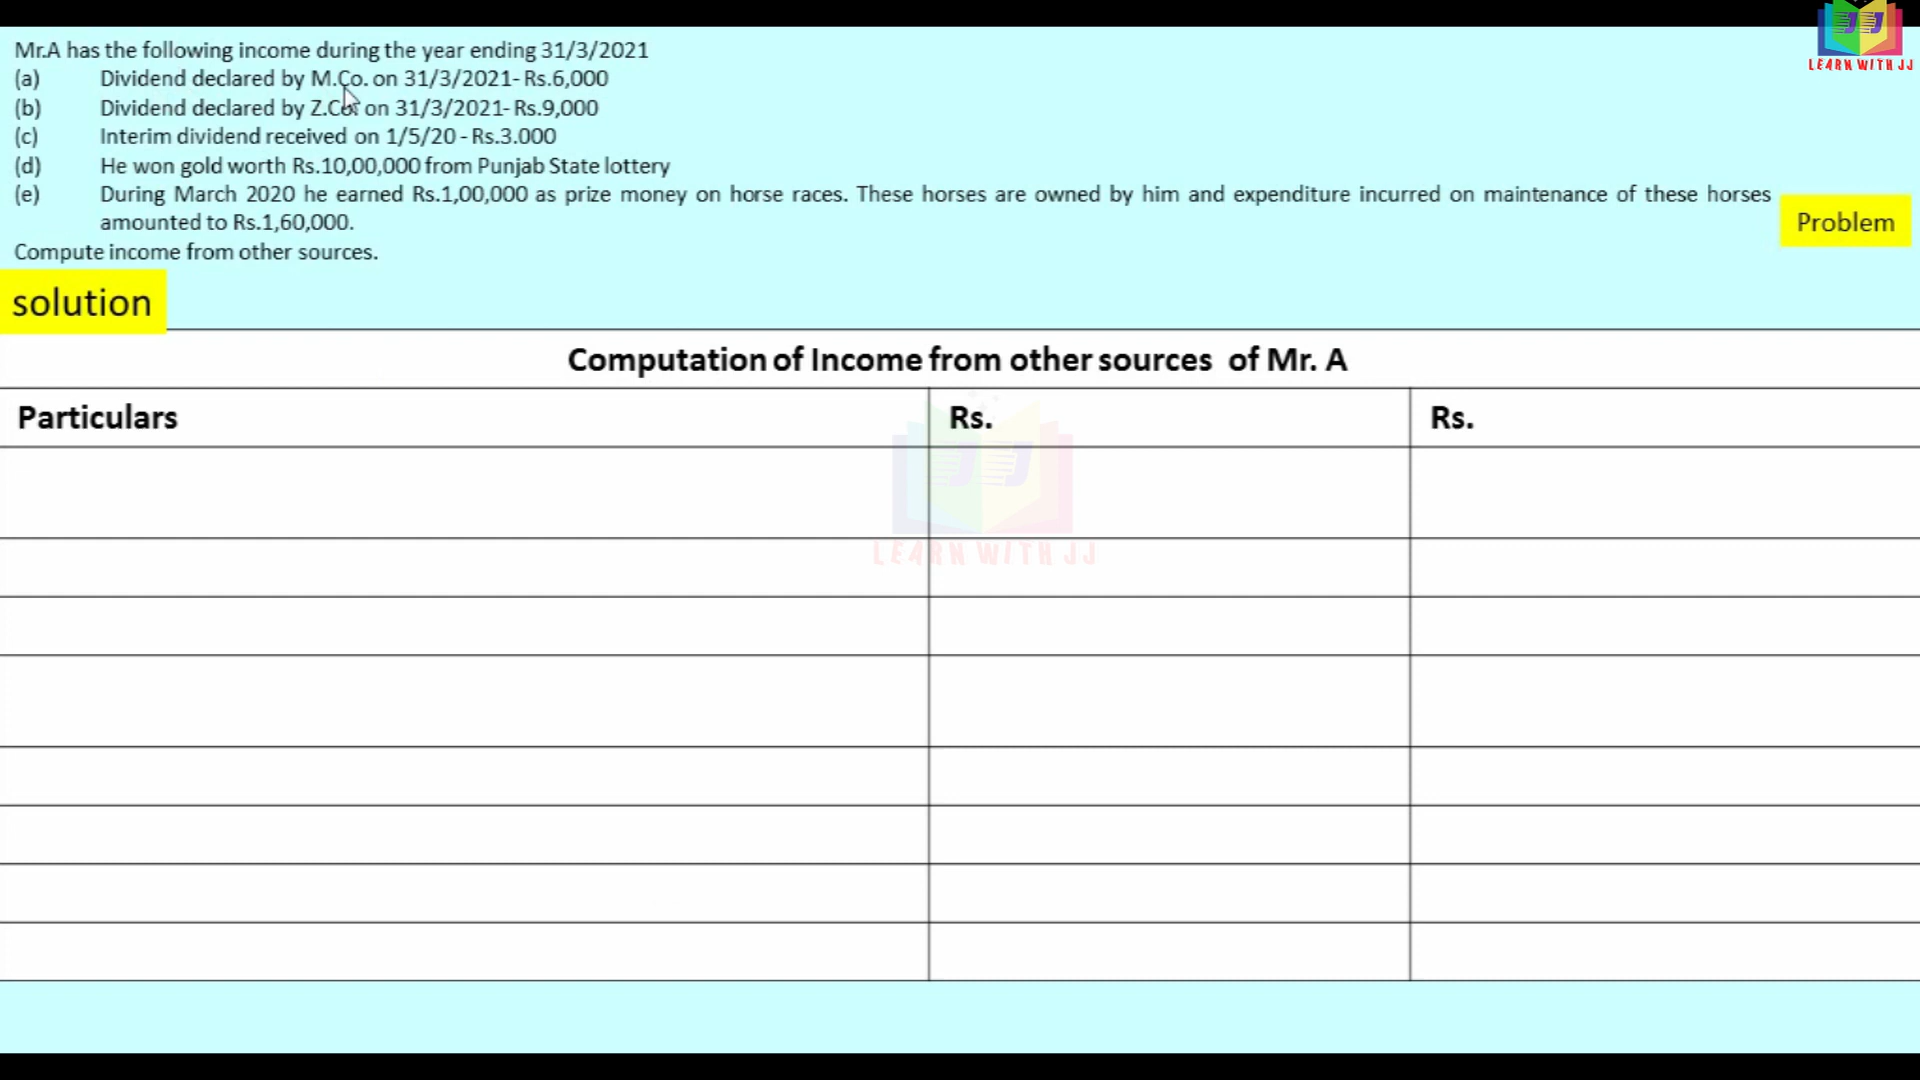 LEARN WITH JJ
Mr.A has the following income during the year ending 31/3/2021
(a) Dividend declared by M.Co. on 31/3/2021- Rs.6,000
(b) Dividend declared by Z.Co. on 31/3/2021- Rs.9,000
(c) Interim dividend received on 1/5/20 - Rs.3.000
(d) He won gold worth Rs.10,00,000 from Punjab State lottery
(e) During March 2020 he earned Rs.1,00,000 as prize money on horse races. These horses are owned by him and expenditure incurred on maintenance of these horses
amounted to Rs.1,60,000.
Problem
Compute income from other sources.
solution
Computation of Income from other sources of Mr. A
Particulars Rs. Rs.
LEARN WITH JJ